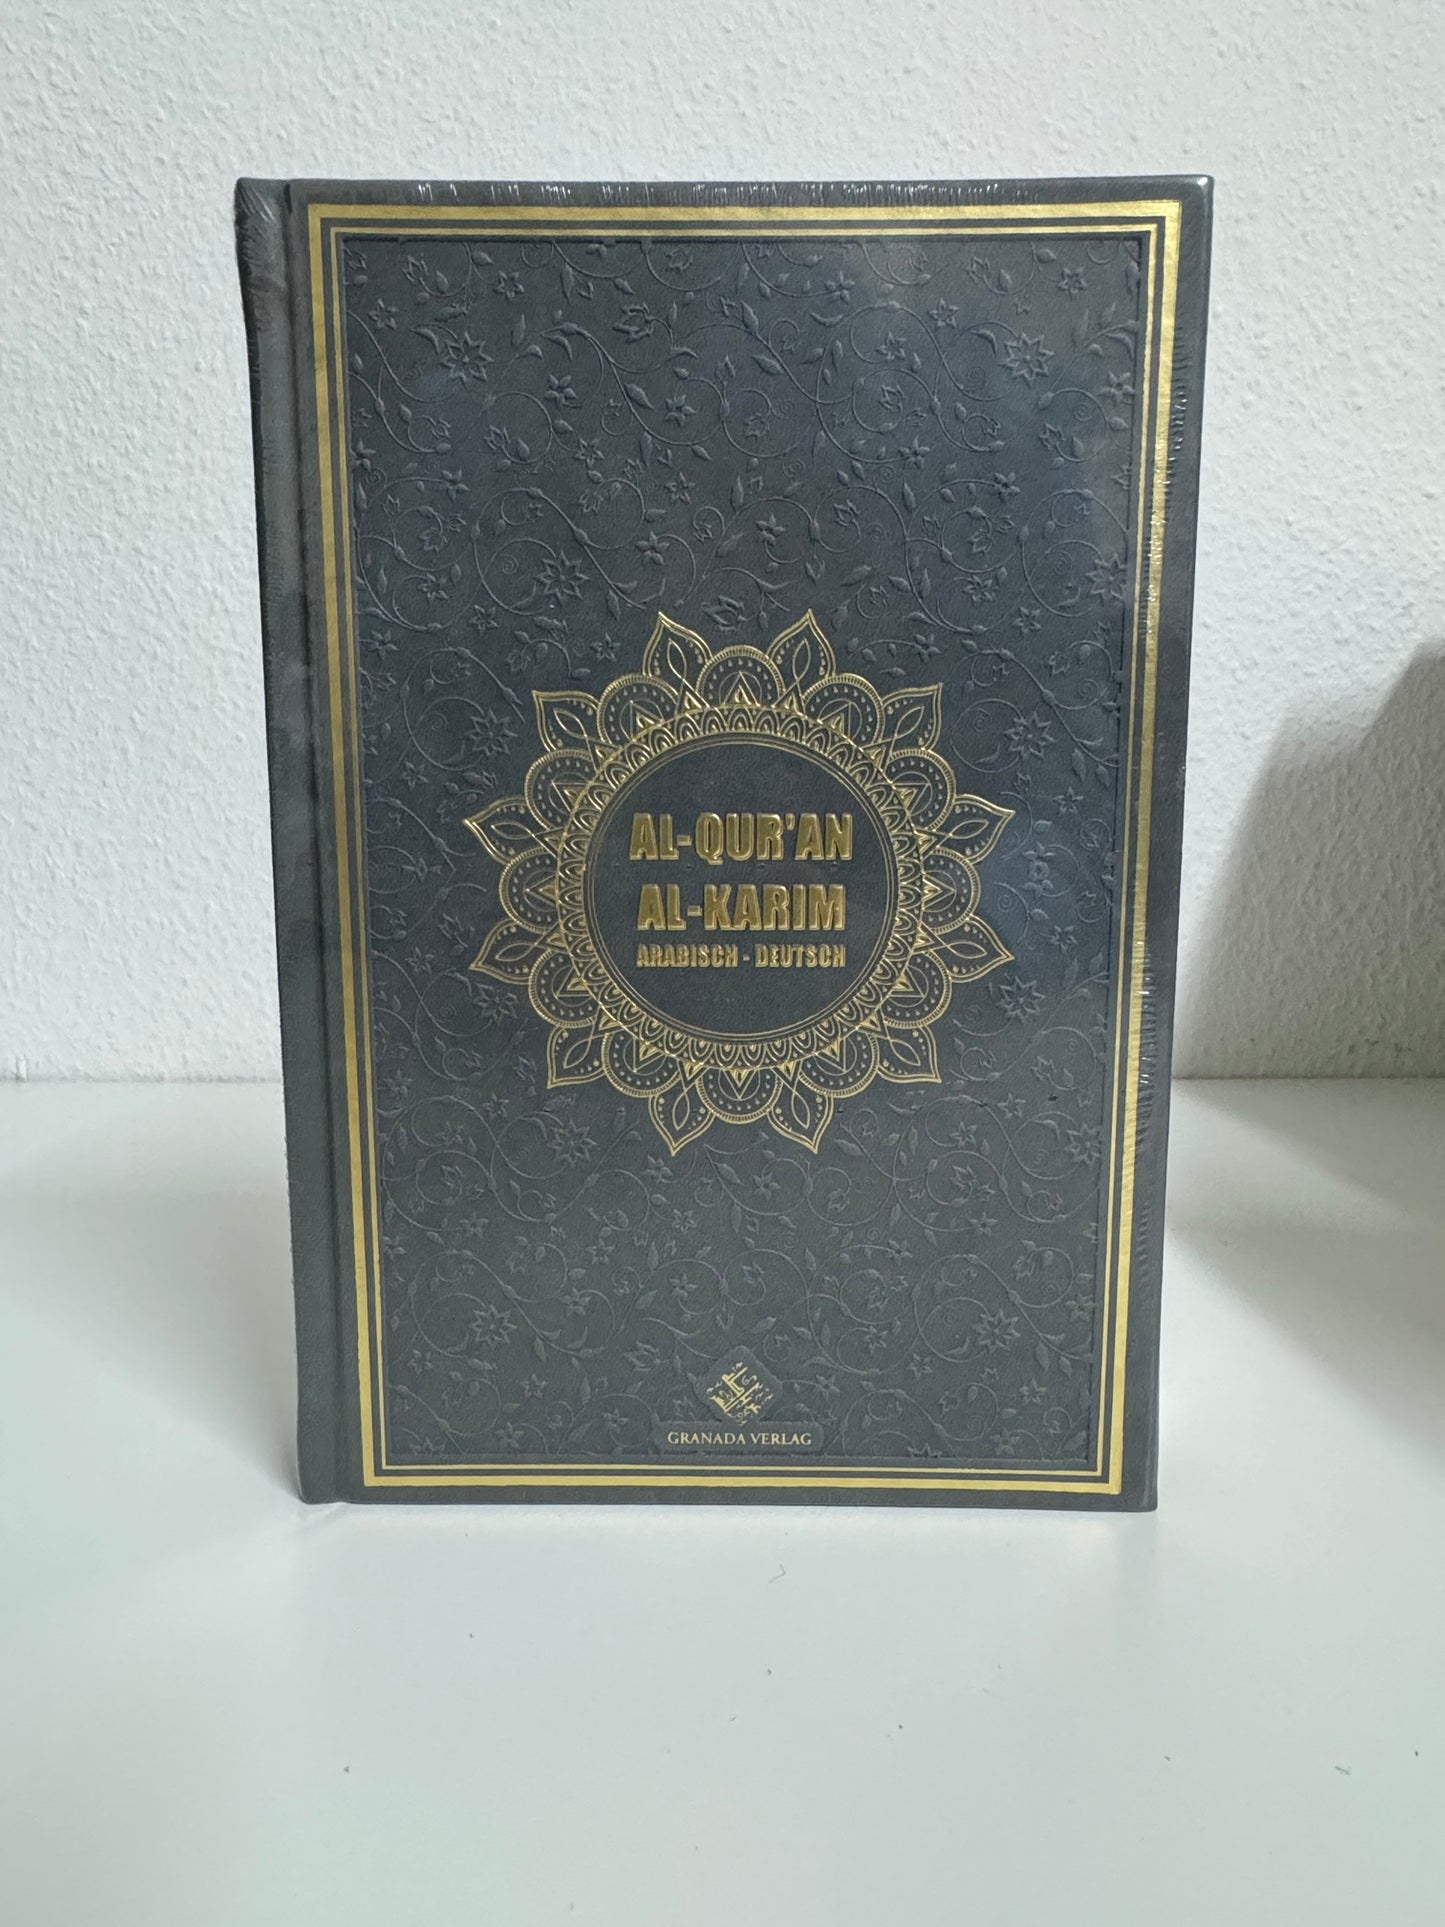 AL-QUR'AN
AL-KARIM
ARABISCH - DEUTSCH
GRANADA VERLAG